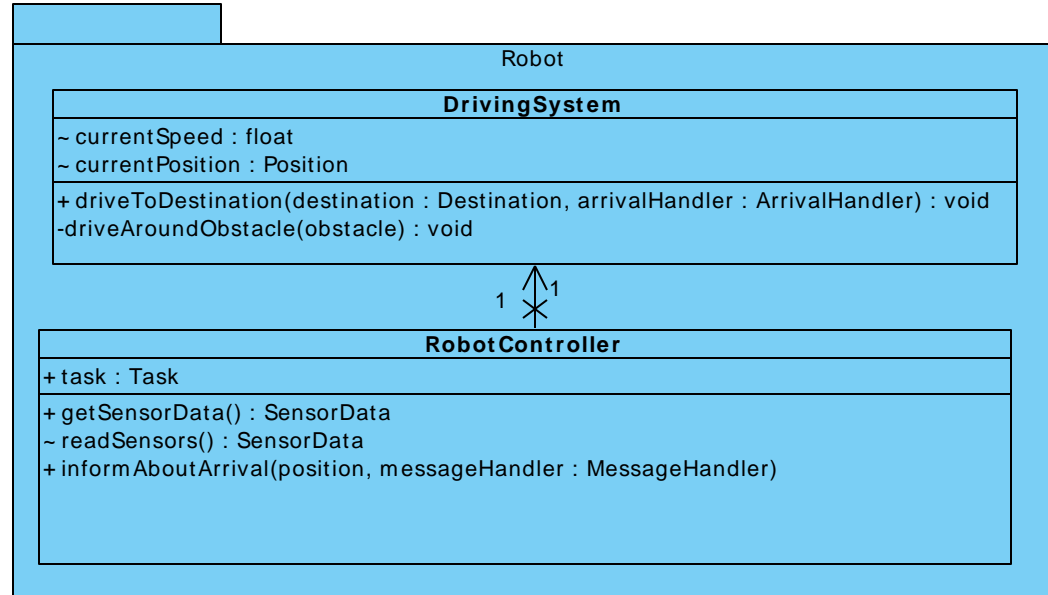 Robot
DrivingSystem
~ currentSpeed : float
~ currentPosition : Position
+ driveToDestination(destination : Destination, arrivalHandler : ArrivalHandler) : void
-driveAroundObstacle(obstacle) : void
1
1
RobotController
+ task : Task
+ getSensorData() : SensorData
~ readSensors() : SensorData
+ informAboutArrival(position, messageHandler : MessageHandler)